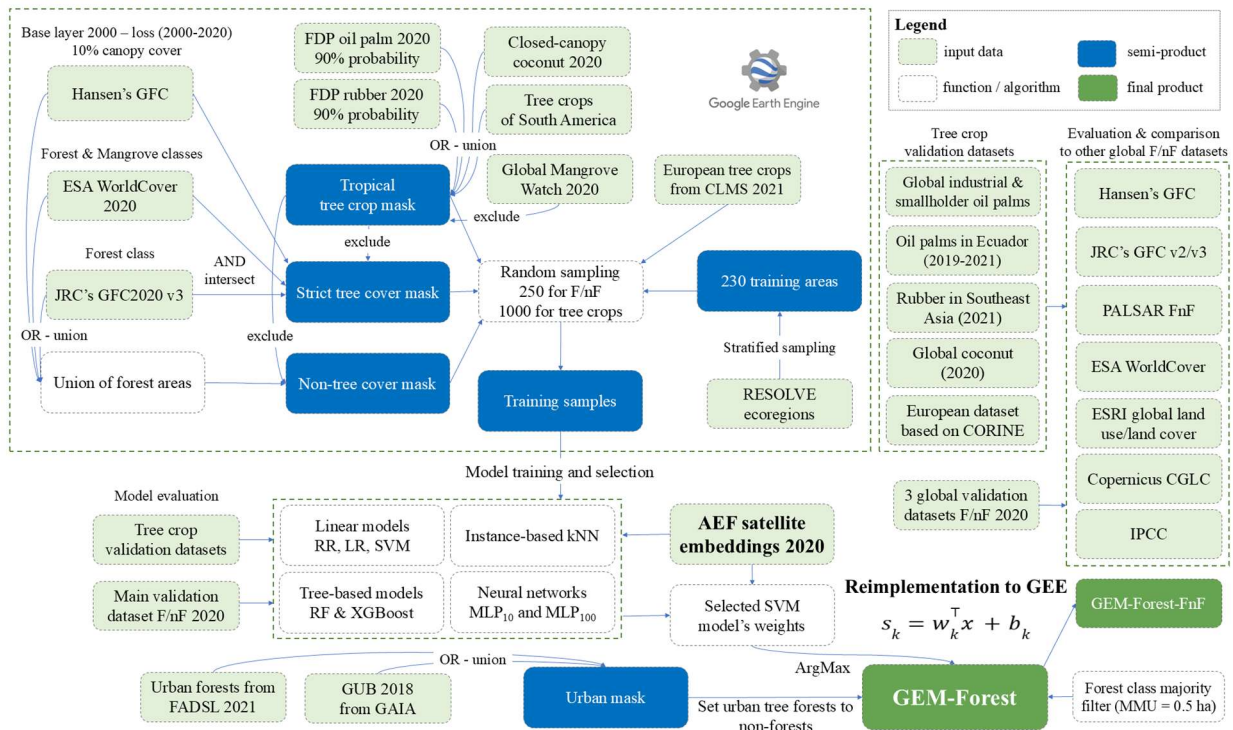 Base layer 2000 – loss (2000-2020)
10% canopy cover
Hansen's GFC
Forest & Mangrove classes
ESA WorldCover
2020
Forest class
JRC's GFC2020 v3
OR - union
Union of forest areas
FDP oil palm 2020
90% probability
FDP rubber 2020
90% probability
Closed-canopy
coconut 2020
Tree crops
of South America
OR - union
Tropical
tree crop mask
Global Mangrove
Watch 2020
exclude
exclude
AND
intersect
exclude
Strict tree cover mask
Non-tree cover mask
Google Earth Engine
European tree crops
from CLMS 2021
Random sampling
250 for F/nF
1000 for tree crops
230 training areas
Stratified sampling
RESOLVE
ecoregions
Training samples
Legend
input data
semi-product
function / algorithm
final product
Tree crop
validation datasets
Global industrial &
smallholder oil palms
Oil palms in Ecuador
(2019-2021)
Rubber in Southeast
Asia (2021)
Global coconut
(2020)
European dataset
based on CORINE
3 global validation
datasets F/nF 2020
Evaluation & comparison
to other global F/nF datasets
Hansen's GFC
JRC's GFC v2/v3
PALSAR FnF
ESA WorldCover
ESRI global land
use/land cover
Copernicus CGLC
IPCC
Model training and selection
Model evaluation
Tree crop
validation datasets
Main validation
dataset F/nF 2020
Linear models
RR, LR, SVM
Instance-based kNN
Tree-based models
RF & XGBoost
Neural networks
MLP₁₀ and MLP₁₀₀
AEF satellite
embeddings 2020
Selected SVM
model's weights
Reimplementation to GEE
sₖ = wₖᵀx + bₖ
GEM-Forest-FnF
ArgMax
OR - union
Urban forests from
FADSL 2021
GUB 2018
from GAIA
Urban mask
Set urban tree forests to
non-forests
GEM-Forest
Forest class majority
filter (MMU = 0.5 ha)